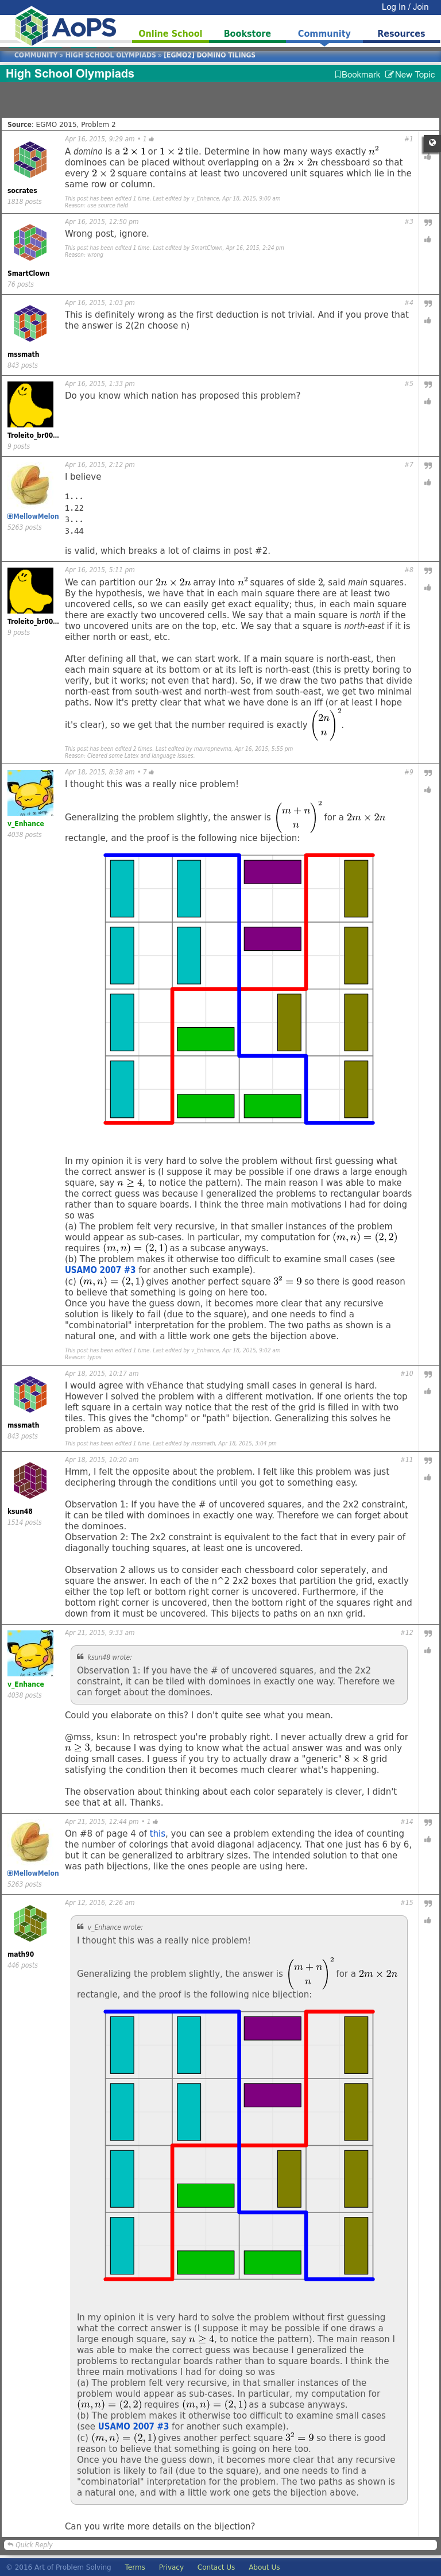 Log In / Join
AoPS
Online School Bookstore Community Resources
COMMUNITY » HIGH SCHOOL OLYMPIADS » [EGMO2] DOMINO TILINGS
High School Olympiads
Bookmark New Topic
Source: EGMO 2015, Problem 2
Apr 16, 2015, 9:29 am • 1 #1
socrates
1818 posts
A domino is a 2 × 1 or 1 × 2 tile. Determine in how many ways exactly n²
dominoes can be placed without overlapping on a 2n × 2n chessboard so that
every 2 × 2 square contains at least two uncovered unit squares which lie in the
same row or column.
This post has been edited 1 time. Last edited by v_Enhance, Apr 18, 2015, 9:00 am
Reason: use source field
Apr 16, 2015, 12:50 pm #3
SmartClown
76 posts
Wrong post, ignore.
This post has been edited 1 time. Last edited by SmartClown, Apr 16, 2015, 2:24 pm
Reason: wrong
Apr 16, 2015, 1:03 pm #4
mssmath
843 posts
This is definitely wrong as the first deduction is not trivial. And if you prove that
the answer is 2(2n choose n)
Apr 16, 2015, 1:33 pm #5
Troleito_br00...
9 posts
Do you know which nation has proposed this problem?
Apr 16, 2015, 2:12 pm #7
MellowMelon
5263 posts
I believe
1...
1.22
3...
3.44
is valid, which breaks a lot of claims in post #2.
Apr 16, 2015, 5:11 pm #8
Troleito_br00...
9 posts
We can partition our 2n × 2n array into n² squares of side 2, said main squares.
By the hypothesis, we have that in each main square there are at least two
uncovered cells, so we can easily get exact equality; thus, in each main square
there are exactly two uncovered cells. We say that a main square is north if the
two uncovered units are on the top, etc. We say that a square is north-east if it is
either north or east, etc.
After defining all that, we can start work. If a main square is north-east, then
each main square at its bottom or at its left is north-east (this is pretty boring to
verify, but it works; not even that hard). So, if we draw the two paths that divide
north-east from south-west and north-west from south-east, we get two minimal
paths. Now it's pretty clear that what we have done is an iff (or at least I hope
it's clear), so we get that the number required is exactly (2n n)².
This post has been edited 2 times. Last edited by mavropnevma, Apr 16, 2015, 5:55 pm
Reason: Cleared some Latex and language issues.
Apr 18, 2015, 8:38 am • 7 #9
v_Enhance
4038 posts
I thought this was a really nice problem!
Generalizing the problem slightly, the answer is (m + n n)² for a 2m × 2n
rectangle, and the proof is the following nice bijection:
In my opinion it is very hard to solve the problem without first guessing what
the correct answer is (I suppose it may be possible if one draws a large enough
square, say n ≥ 4, to notice the pattern). The main reason I was able to make
the correct guess was because I generalized the problems to rectangular boards
rather than to square boards. I think the three main motivations I had for doing
so was
(a) The problem felt very recursive, in that smaller instances of the problem
would appear as sub-cases. In particular, my computation for (m, n) = (2, 2)
requires (m, n) = (2, 1) as a subcase anyways.
(b) The problem makes it otherwise too difficult to examine small cases (see
USAMO 2007 #3 for another such example).
(c) (m, n) = (2, 1) gives another perfect square 3² = 9 so there is good reason
to believe that something is going on here too.
Once you have the guess down, it becomes more clear that any recursive
solution is likely to fail (due to the square), and one needs to find a
"combinatorial" interpretation for the problem. The two paths as shown is a
natural one, and with a little work one gets the bijection above.
This post has been edited 1 time. Last edited by v_Enhance, Apr 18, 2015, 9:02 am
Reason: typos
Apr 18, 2015, 10:17 am #10
mssmath
843 posts
I would agree with vEhance that studying small cases in general is hard.
However I solved the problem with a different motivation. If one orients the top
left square in a certain way notice that the rest of the grid is filled in with two
tiles. This gives the "chomp" or "path" bijection. Generalizing this solves he
problem as above.
This post has been edited 1 time. Last edited by mssmath, Apr 18, 2015, 3:04 pm
Apr 18, 2015, 10:20 am #11
ksun48
1514 posts
Hmm, I felt the opposite about the problem. I felt like this problem was just
deciphering through the conditions until you got to something easy.
Observation 1: If you have the # of uncovered squares, and the 2x2 constraint,
it can be tiled with dominoes in exactly one way. Therefore we can forget about
the dominoes.
Observation 2: The 2x2 constraint is equivalent to the fact that in every pair of
diagonally touching squares, at least one is uncovered.
Observation 2 allows us to consider each chessboard color seperately, and
square the answer. In each of the n^2 2x2 boxes that partition the grid, exactly
either the top left or bottom right corner is uncovered. Furthermore, if the
bottom right corner is uncovered, then the bottom right of squares right and
down from it must be uncovered. This bijects to paths on an nxn grid.
Apr 21, 2015, 9:33 am #12
v_Enhance
4038 posts
ksun48 wrote:
Observation 1: If you have the # of uncovered squares, and the 2x2
constraint, it can be tiled with dominoes in exactly one way. Therefore we
can forget about the dominoes.
Could you elaborate on this? I don't quite see what you mean.
@mss, ksun: In retrospect you're probably right. I never actually drew a grid for
n ≥ 3, because I was dying to know what the actual answer was and was only
doing small cases. I guess if you try to actually draw a "generic" 8 × 8 grid
satisfying the condition then it becomes much clearer what's happening.
The observation about thinking about each color separately is clever, I didn't
see that at all. Thanks.
Apr 21, 2015, 12:44 pm • 1 #14
MellowMelon
5263 posts
On #8 of page 4 of this, you can see a problem extending the idea of counting
the number of colorings that avoid diagonal adjacency. That one just has 6 by 6,
but it can be generalized to arbitrary sizes. The intended solution to that one
was path bijections, like the ones people are using here.
Apr 12, 2016, 2:26 am #15
math90
446 posts
v_Enhance wrote:
I thought this was a really nice problem!
Generalizing the problem slightly, the answer is (m + n n)² for a 2m × 2n
rectangle, and the proof is the following nice bijection:
In my opinion it is very hard to solve the problem without first guessing
what the correct answer is (I suppose it may be possible if one draws a
large enough square, say n ≥ 4, to notice the pattern). The main reason I
was able to make the correct guess was because I generalized the
problems to rectangular boards rather than to square boards. I think the
three main motivations I had for doing so was
(a) The problem felt very recursive, in that smaller instances of the
problem would appear as sub-cases. In particular, my computation for
(m, n) = (2, 2) requires (m, n) = (2, 1) as a subcase anyways.
(b) The problem makes it otherwise too difficult to examine small cases
(see USAMO 2007 #3 for another such example).
(c) (m, n) = (2, 1) gives another perfect square 3² = 9 so there is good
reason to believe that something is going on here too.
Once you have the guess down, it becomes more clear that any recursive
solution is likely to fail (due to the square), and one needs to find a
"combinatorial" interpretation for the problem. The two paths as shown is
a natural one, and with a little work one gets the bijection above.
Can you write more details on the bijection?
Quick Reply
© 2016 Art of Problem Solving Terms Privacy Contact Us About Us